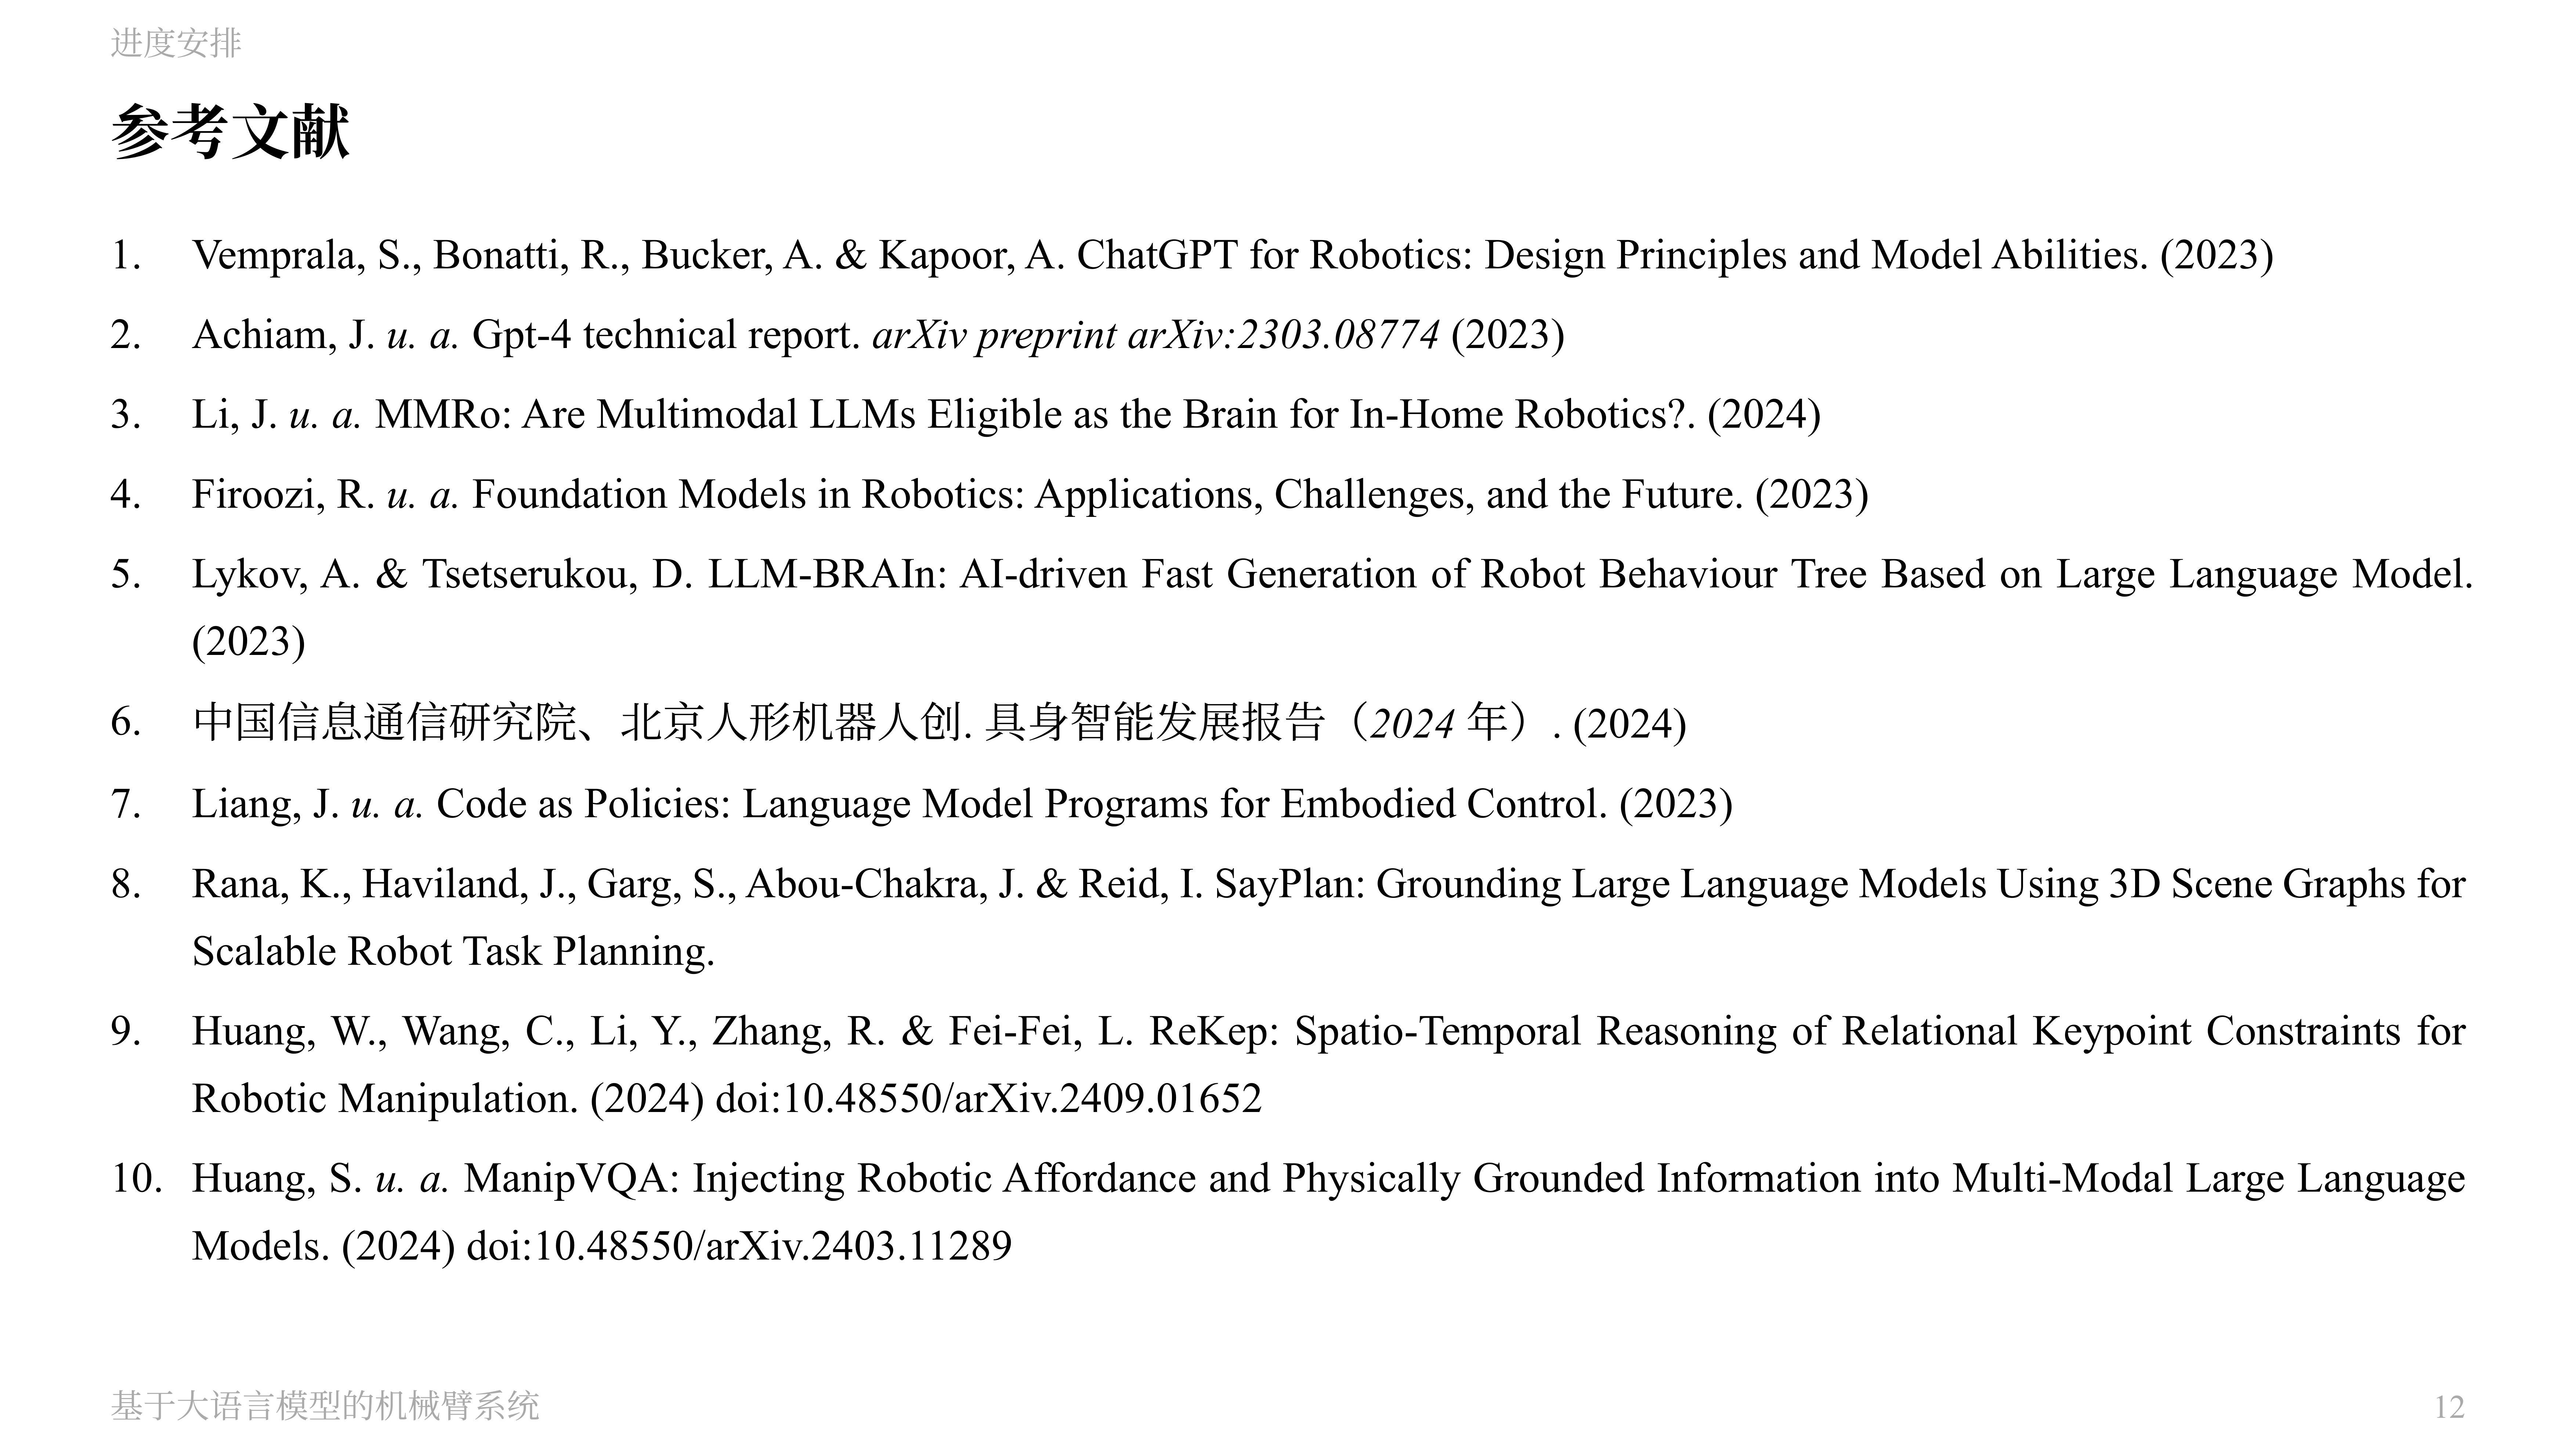 进度安排
参考文献
1. Vemprala, S., Bonatti, R., Bucker, A. & Kapoor, A. ChatGPT for Robotics: Design Principles and Model Abilities. (2023)
2. Achiam, J. u. a. Gpt-4 technical report. arXiv preprint arXiv:2303.08774 (2023)
3. Li, J. u. a. MMRo: Are Multimodal LLMs Eligible as the Brain for In-Home Robotics?. (2024)
4. Firoozi, R. u. a. Foundation Models in Robotics: Applications, Challenges, and the Future. (2023)
5. Lykov, A. & Tsetserukou, D. LLM-BRAIn: AI-driven Fast Generation of Robot Behaviour Tree Based on Large Language Model.
(2023)
6. 中国信息通信研究院、北京人形机器人创. 具身智能发展报告（2024 年）. (2024)
7. Liang, J. u. a. Code as Policies: Language Model Programs for Embodied Control. (2023)
8. Rana, K., Haviland, J., Garg, S., Abou-Chakra, J. & Reid, I. SayPlan: Grounding Large Language Models Using 3D Scene Graphs for
Scalable Robot Task Planning.
9. Huang, W., Wang, C., Li, Y., Zhang, R. & Fei-Fei, L. ReKep: Spatio-Temporal Reasoning of Relational Keypoint Constraints for
Robotic Manipulation. (2024) doi:10.48550/arXiv.2409.01652
10. Huang, S. u. a. ManipVQA: Injecting Robotic Affordance and Physically Grounded Information into Multi-Modal Large Language
Models. (2024) doi:10.48550/arXiv.2403.11289
基于大语言模型的机械臂系统
12